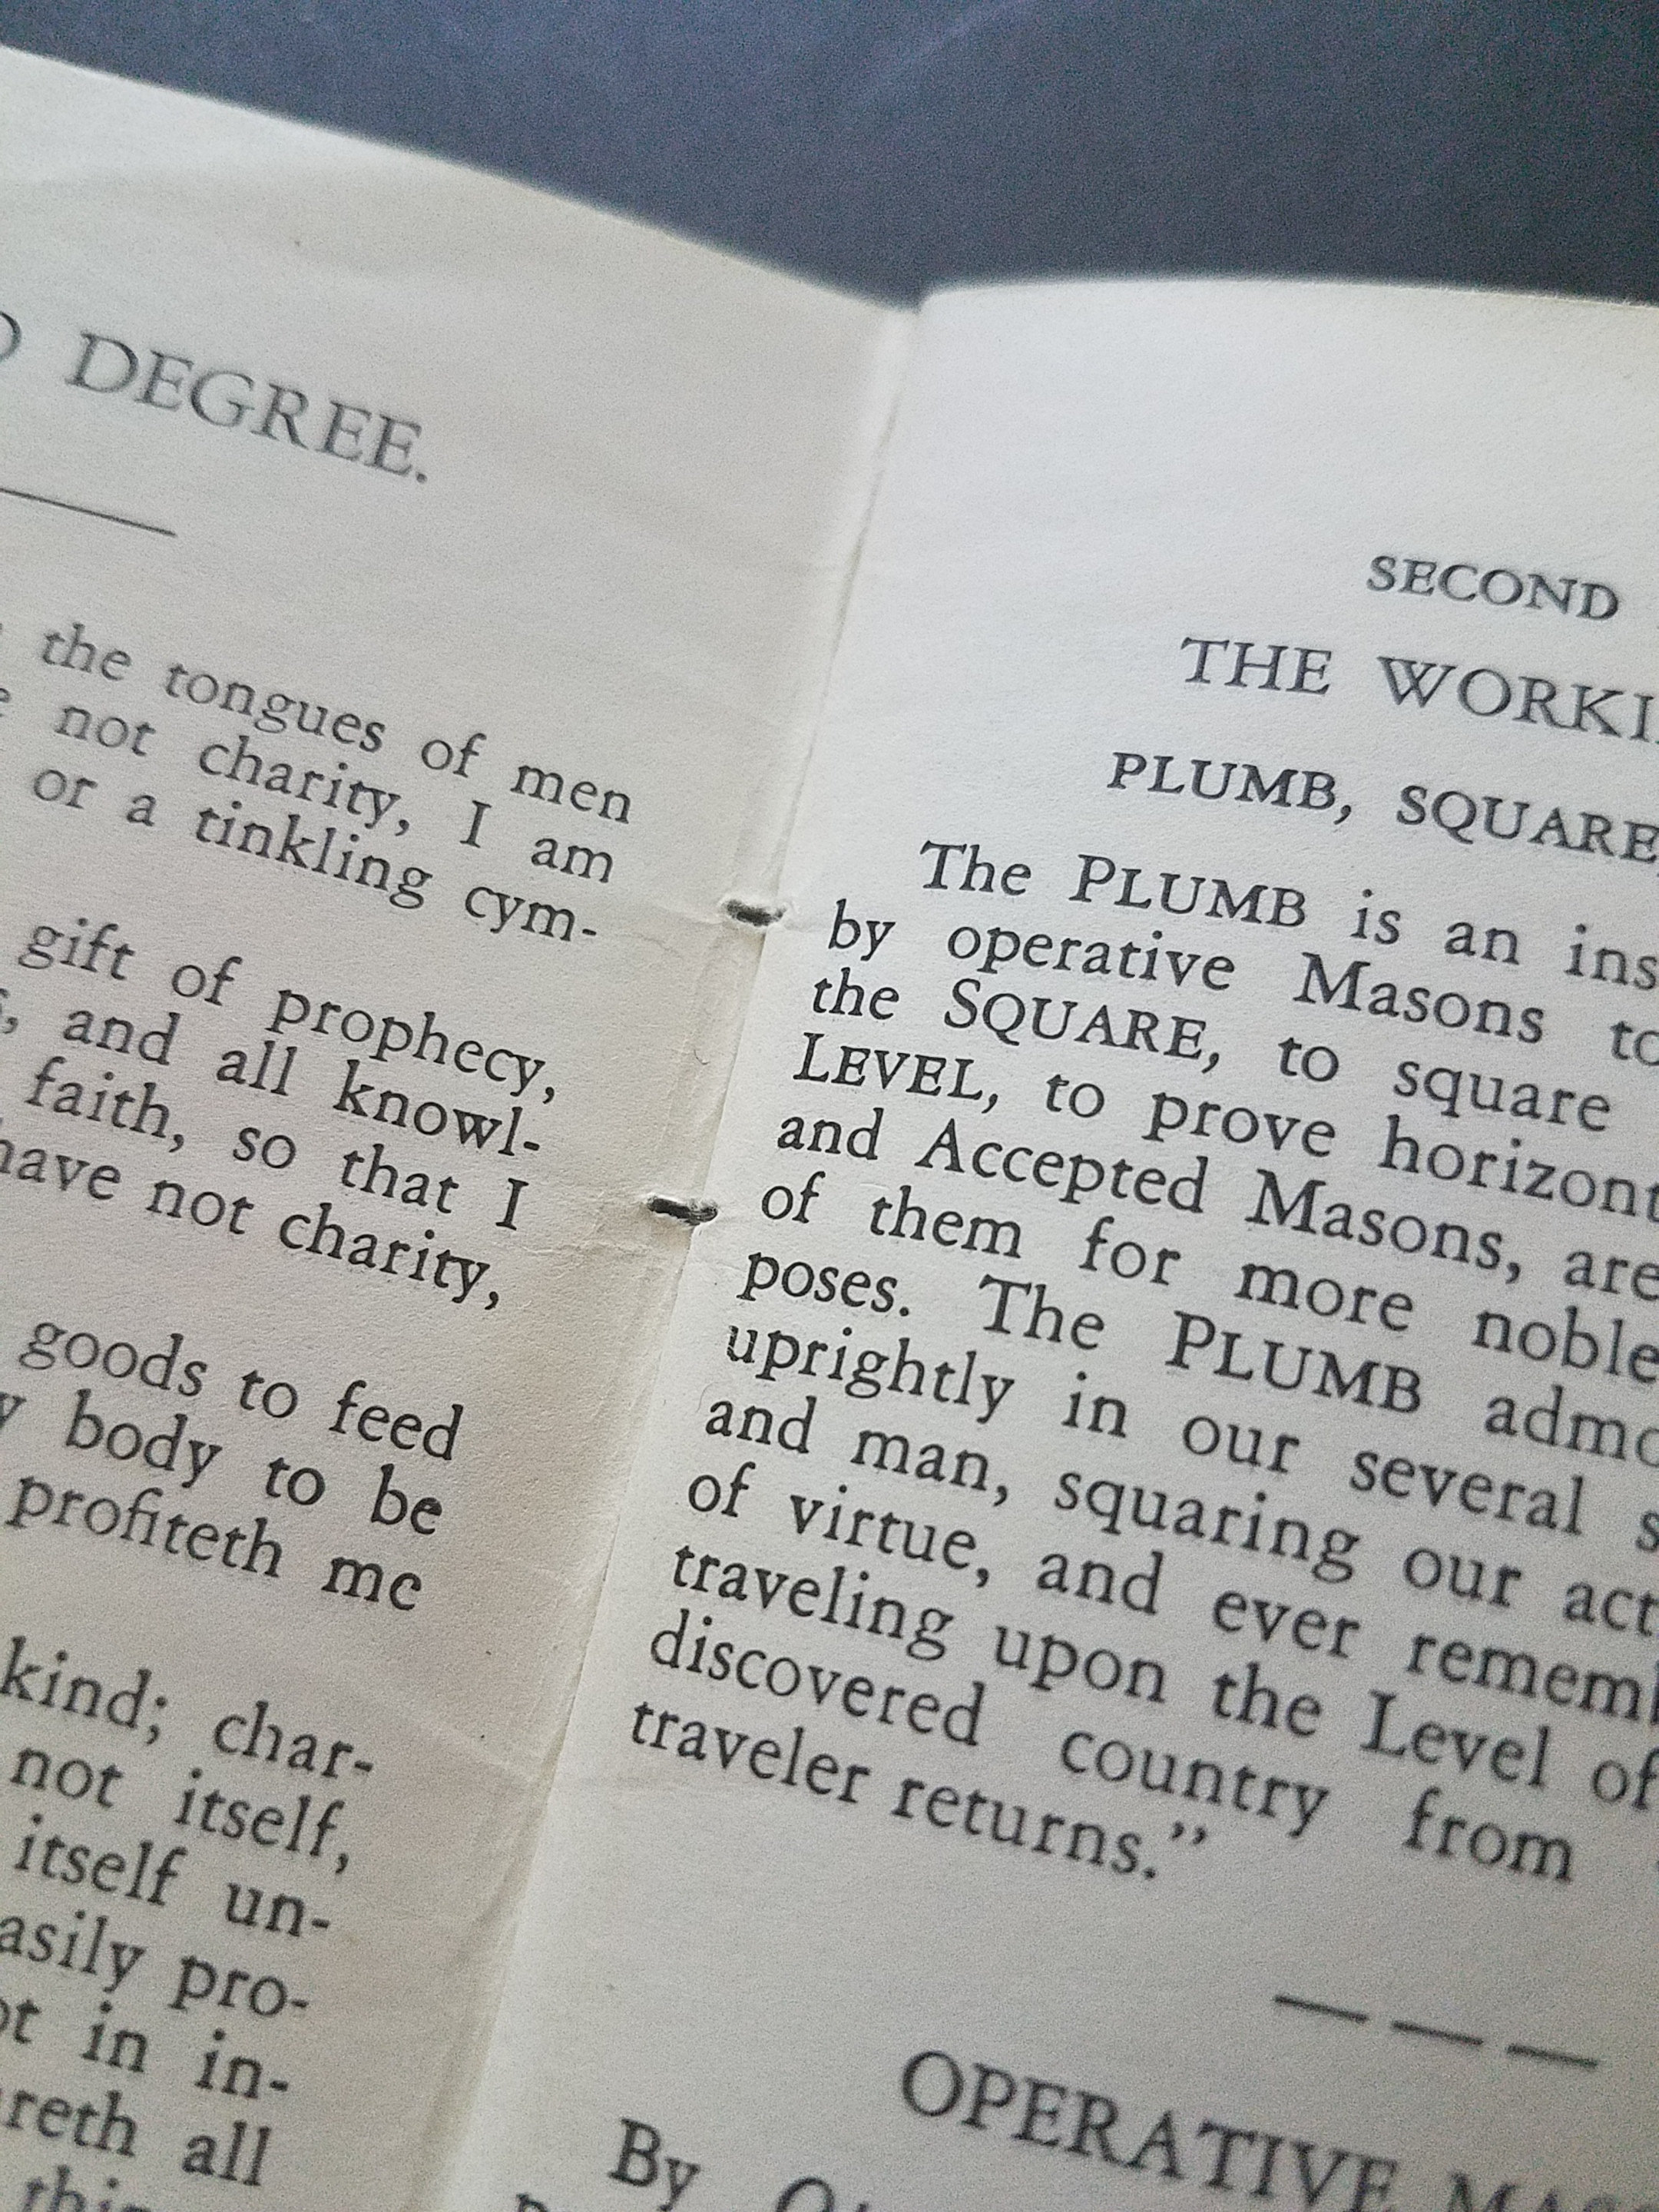 DEGREE.
the tongues of men
not charity, I am
or a tinkling cym-
gift of prophecy,
and all knowl-
faith, so that I
have not charity,
goods to feed
body to be
profiteth me
kind; char-
not itself,
itself un-
asily pro-
in in-
reth all
SECOND
THE WORKI
PLUMB, SQUARE,
The PLUMB is an ins
by operative Masons to
the SQUARE, to square
LEVEL, to prove horizont
and Accepted Masons, are
of them for more noble
poses. The PLUMB admo
uprightly in our several s
and man, squaring our act
of virtue, and ever rememb
traveling upon the Level of
discovered country from
traveler returns.”
OPERATIVE MAS
By